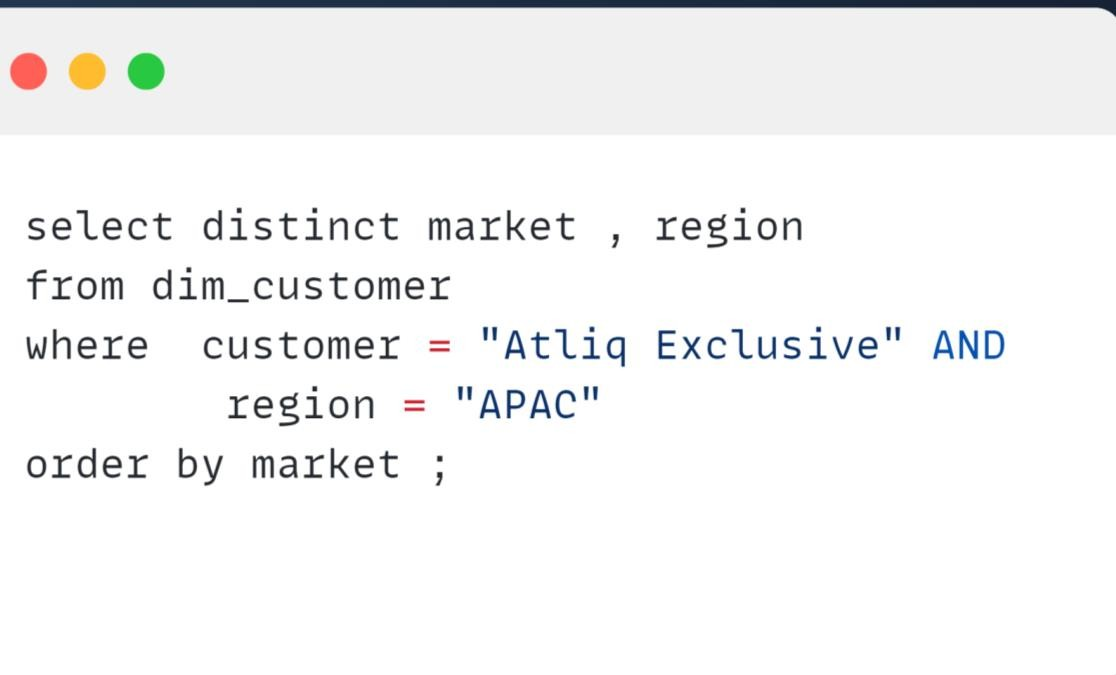 select distinct market , region
from dim_customer
where  customer = "Atliq Exclusive" AND
        region = "APAC"
order by market ;